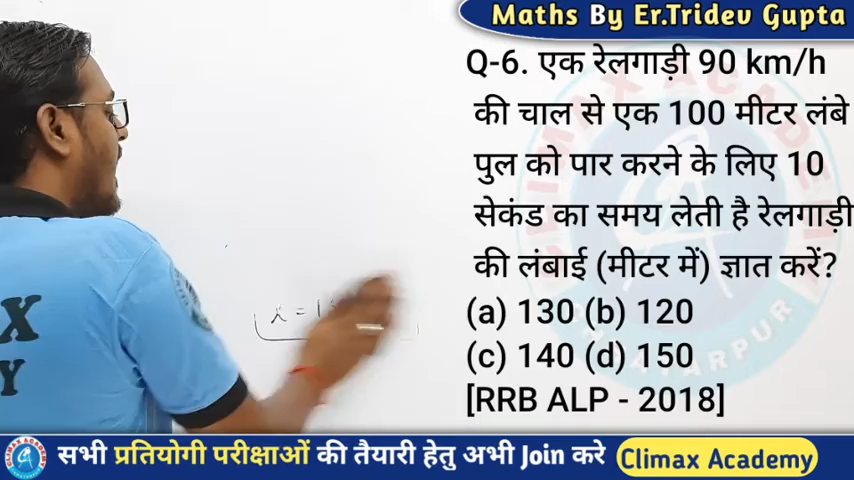 Maths By Er.Tridev Gupta
Q-6. एक रेलगाड़ी 90 km/h
की चाल से एक 100 मीटर लंबे
पुल को पार करने के लिए 10
सेकंड का समय लेती है रेलगाड़ी
की लंबाई (मीटर में) ज्ञात करें?
(a) 130 (b) 120
(c) 140 (d) 150
[RRB ALP - 2018]
सभी प्रतियोगी परीक्षाओं की तैयारी हेतु अभी Join करे Climax Academy